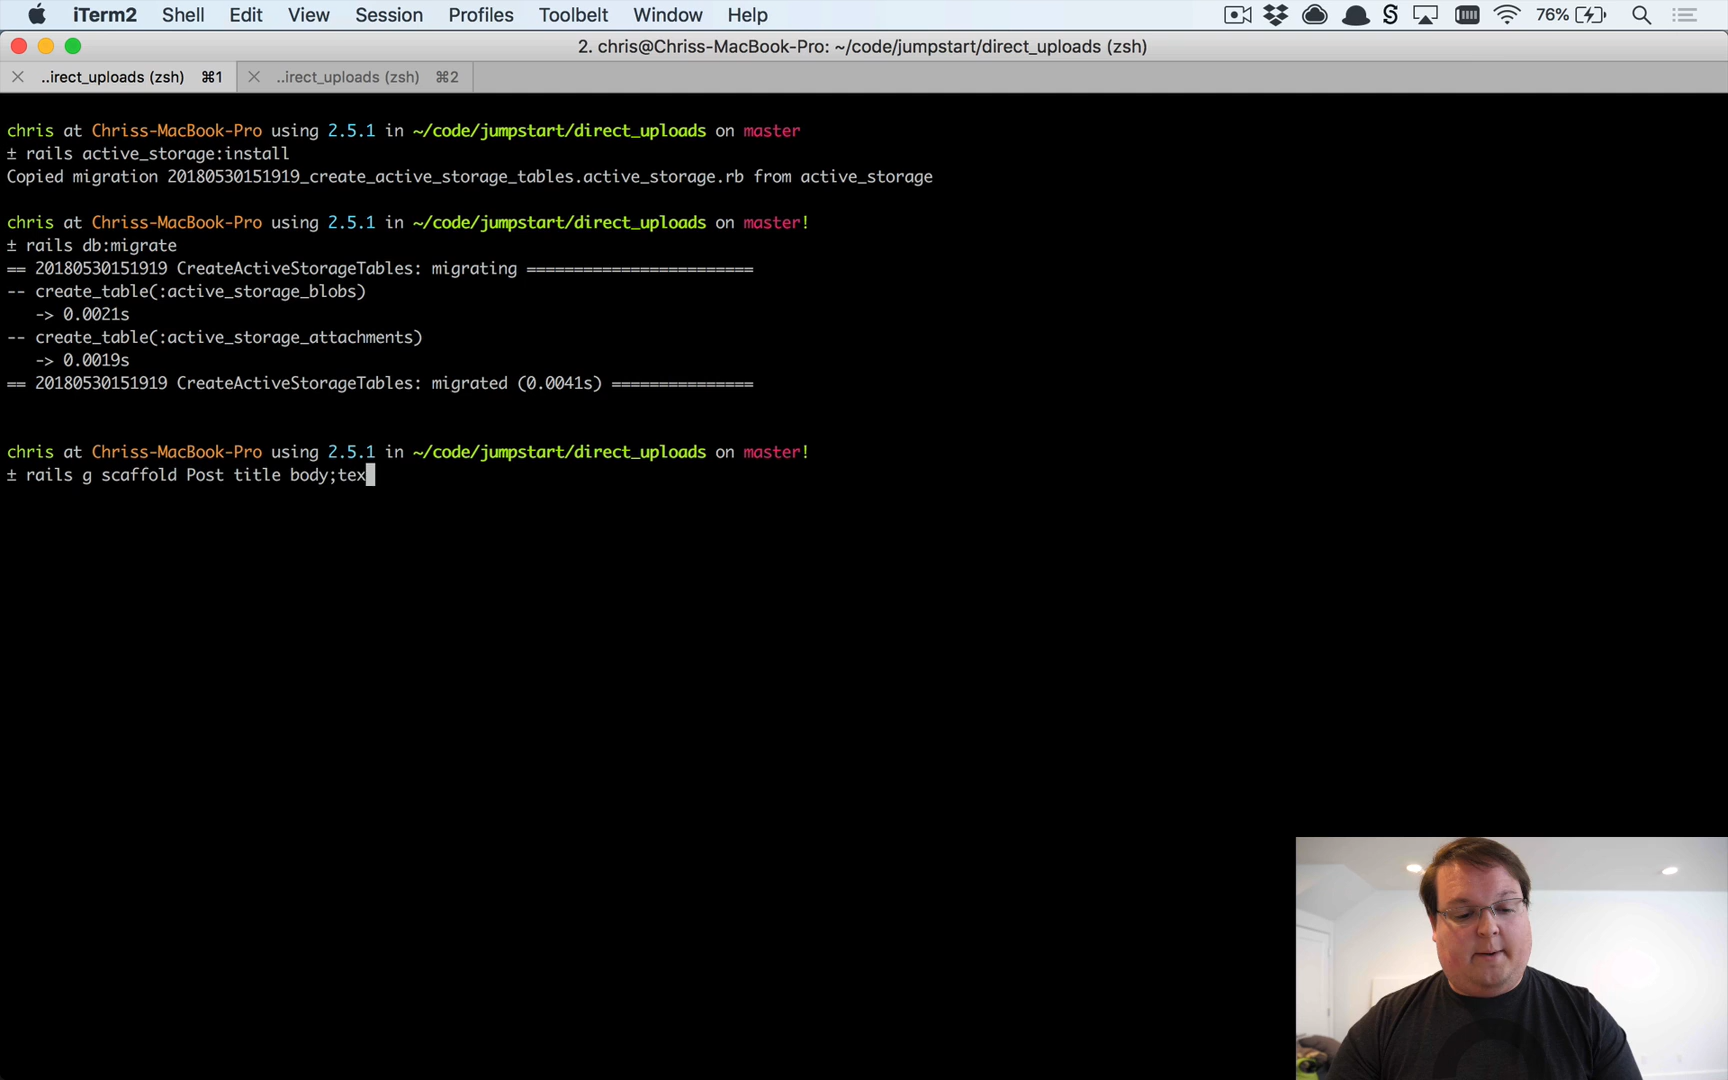 iTerm2 Shell Edit View Session Profiles Toolbelt Window Help 76%
2. chris@Chriss-MacBook-Pro: ~/code/jumpstart/direct_uploads (zsh)
..irect_uploads (zsh) ⌘1 ..irect_uploads (zsh) ⌘2
chris at Chriss-MacBook-Pro using 2.5.1 in ~/code/jumpstart/direct_uploads on master
± rails active_storage:install
Copied migration 20180530151919_create_active_storage_tables.active_storage.rb from active_storage
chris at Chriss-MacBook-Pro using 2.5.1 in ~/code/jumpstart/direct_uploads on master!
± rails db:migrate
== 20180530151919 CreateActiveStorageTables: migrating ========================
-- create_table(:active_storage_blobs)
-> 0.0021s
-- create_table(:active_storage_attachments)
-> 0.0019s
== 20180530151919 CreateActiveStorageTables: migrated (0.0041s) ===============
chris at Chriss-MacBook-Pro using 2.5.1 in ~/code/jumpstart/direct_uploads on master!
± rails g scaffold Post title body;tex